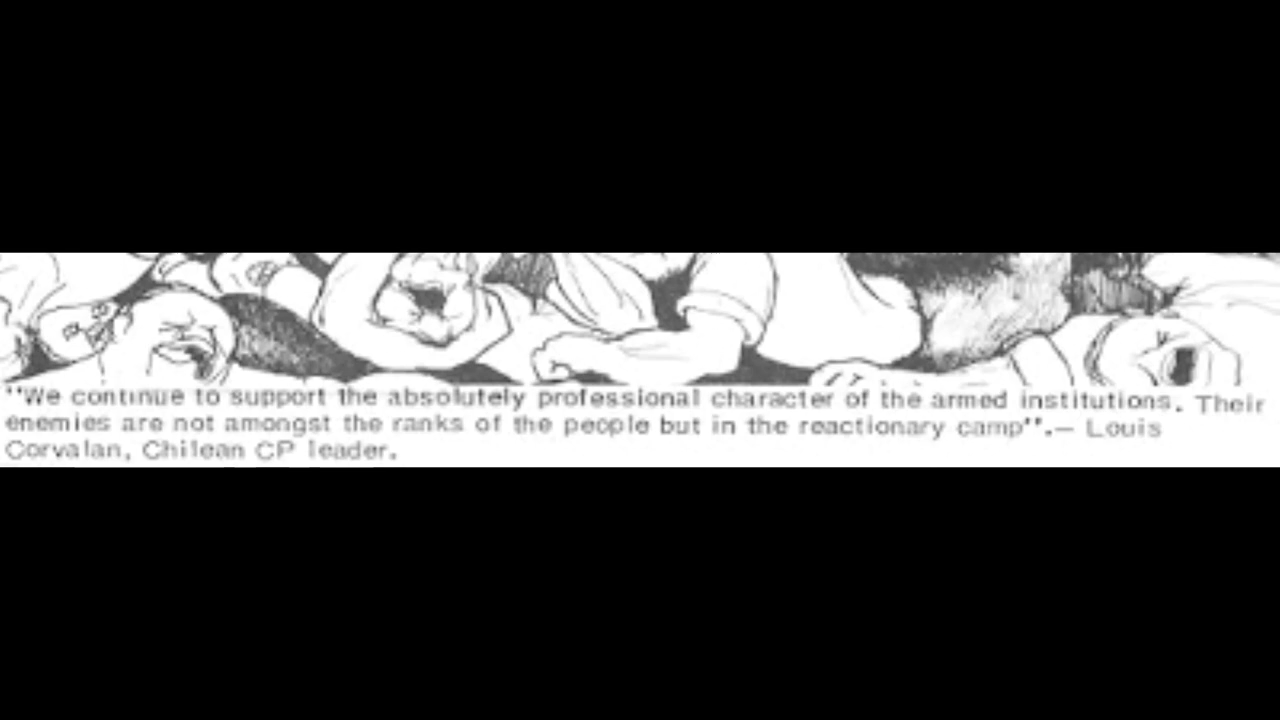 "We continue to support the absolutely professional character of the armed institutions. Their
enemies are not amongst the ranks of the people but in the reactionary camp".— Louis
Corvalan, Chilean CP leader.